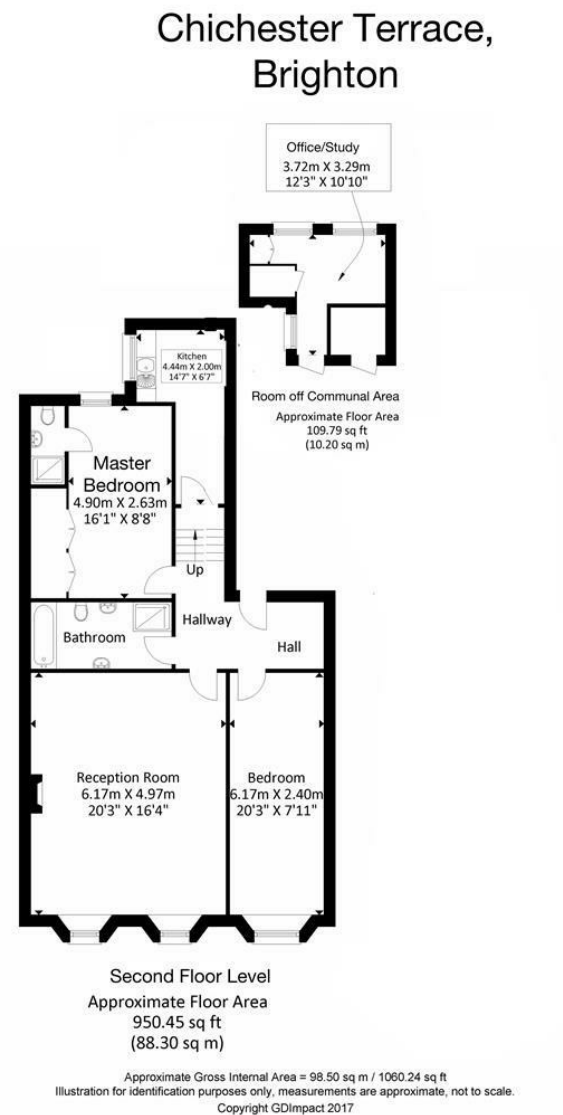 Chichester Terrace,
Brighton
Office/Study
3.72m X 3.29m
12'3" X 10'10"
Room off Communal Area
Approximate Floor Area
109.79 sq ft
(10.20 sq m)
Kitchen
4.44m X 2.00m
14'7" X 6'7"
Master
Bedroom
4.90m X 2.63m
16'1" X 8'8"
Up
Hallway
Bathroom
Hall
Reception Room
6.17m X 4.97m
20'3" X 16'4"
Bedroom
6.17m X 2.40m
20'3" X 7'11"
Second Floor Level
Approximate Floor Area
950.45 sq ft
(88.30 sq m)
Approximate Gross Internal Area = 98.50 sq m / 1060.24 sq ft
Illustration for identification purposes only, measurements are approximate, not to scale.
Copyright GDImpact 2017